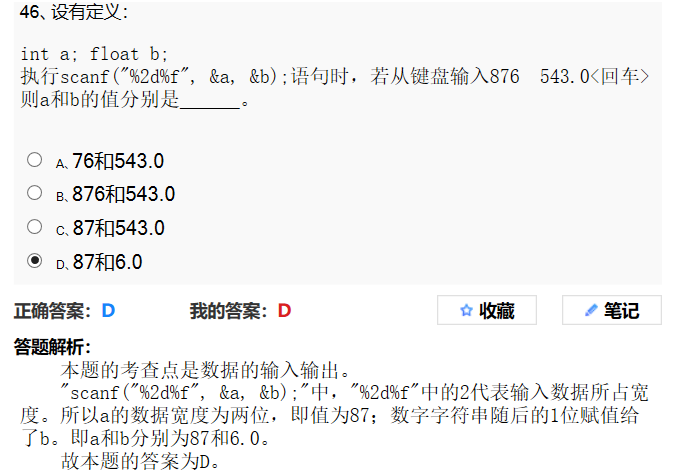 46、设有定义：
int a; float b;
执行scanf("%2d%f", &a, &b);语句时，若从键盘输入876  543.0<回车>
则a和b的值分别是______。
A、76和543.0
B、876和543.0
C、87和543.0
D、87和6.0
正确答案：D 我的答案：D 收藏 笔记
答题解析：
本题的考查点是数据的输入输出。
"scanf("%2d%f", &a, &b);"中，"%2d%f"中的2代表输入数据所占宽
度。所以a的数据宽度为两位，即值为87；数字字符串随后的1位赋值给
了b。即a和b分别为87和6.0。
故本题的答案为D。